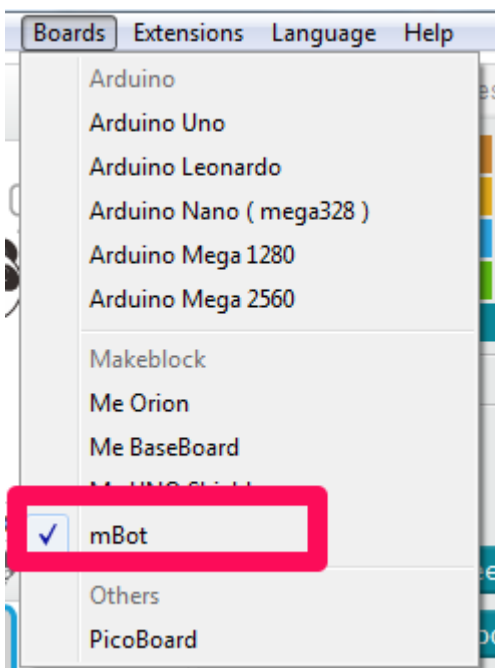 Boards Extensions Language Help
Arduino
Arduino Uno
Arduino Leonardo
Arduino Nano ( mega328 )
Arduino Mega 1280
Arduino Mega 2560
Makeblock
Me Orion
Me BaseBoard
mBot
Others
PicoBoard